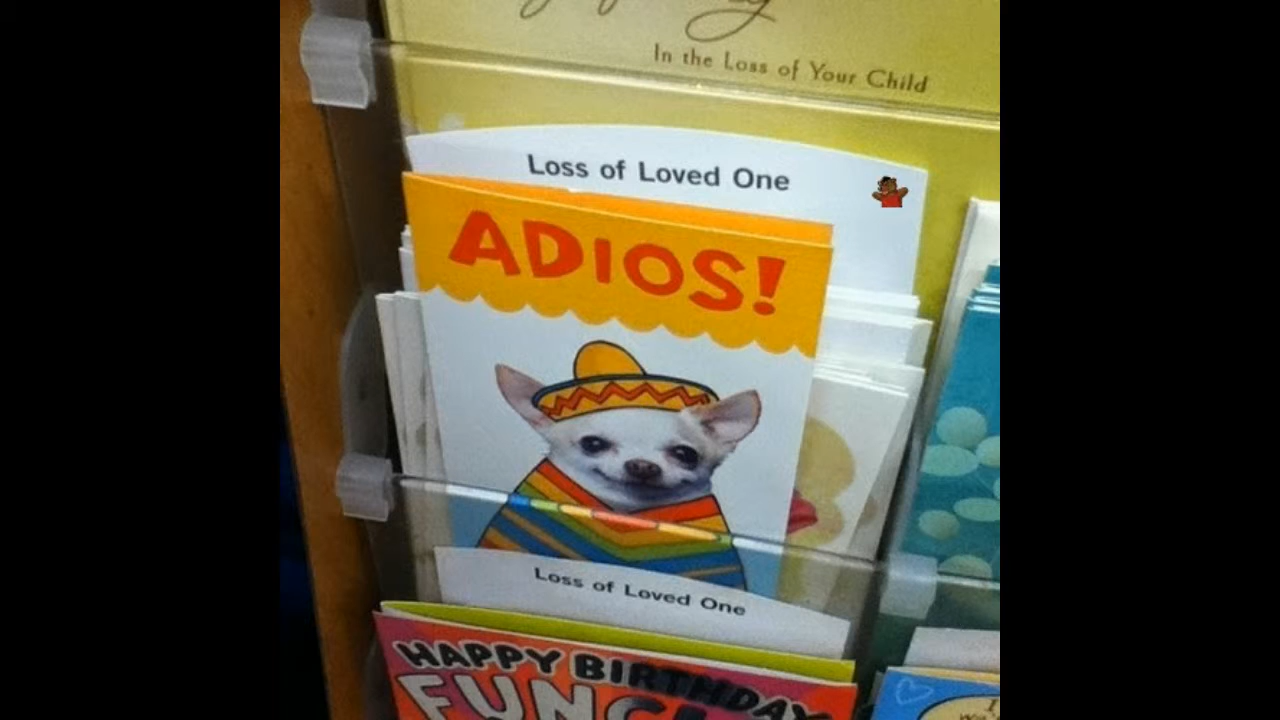 In the Loss of Your Child
Loss of Loved One
ADIOS!
Loss of Loved One
HAPPY BIRTHDAY